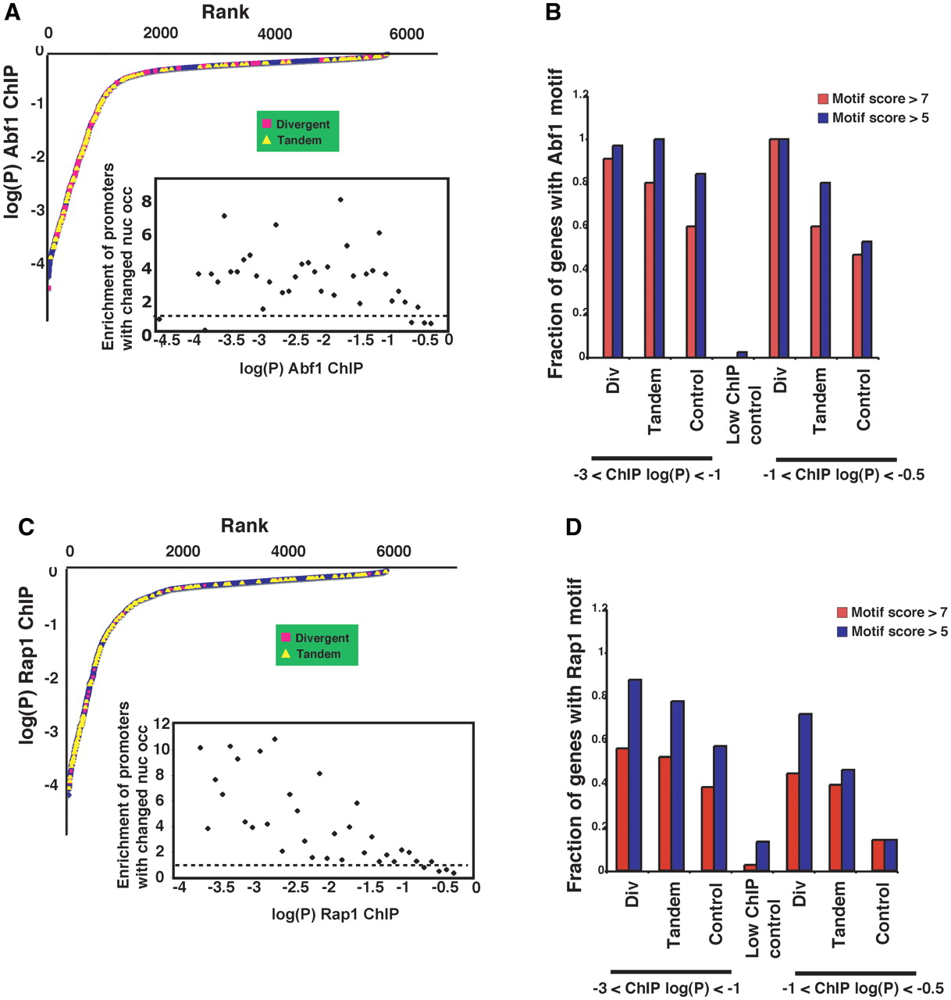 A
Rank
0 2000 4000 6000
0
-1
-2
-3
-4
log(P) Abf1 ChIP
Divergent
Tandem
Enrichment of promoters
with changed nuc occ
8
6
4
2
0
-4.5 -4 -3.5 -3 -2.5 -2 -1.5 -1 -0.5 0
log(P) Abf1 ChIP
B
Fraction of genes with Abf1 motif
1.2
1
0.8
0.6
0.4
0.2
0
Motif score > 7
Motif score > 5
Div
Tandem
Control
Low ChIP
control
Div
Tandem
Control
-3 < ChIP log(P) < -1
-1 < ChIP log(P) < -0.5
C
Rank
0 2000 4000 6000
0
-1
-2
-3
-4
log(P) Rap1 ChIP
Divergent
Tandem
Enrichment of promoters
with changed nuc occ
12
10
8
6
4
2
0
-4 -3.5 -3 -2.5 -2 -1.5 -1 -0.5 0
log(P) Rap1 ChIP
D
Fraction of genes with Rap1 motif
1.2
1
0.8
0.6
0.4
0.2
0
Motif score > 7
Motif score > 5
Div
Tandem
Control
Low ChIP
control
Div
Tandem
Control
-3 < ChIP log(P) < -1
-1 < ChIP log(P) < -0.5